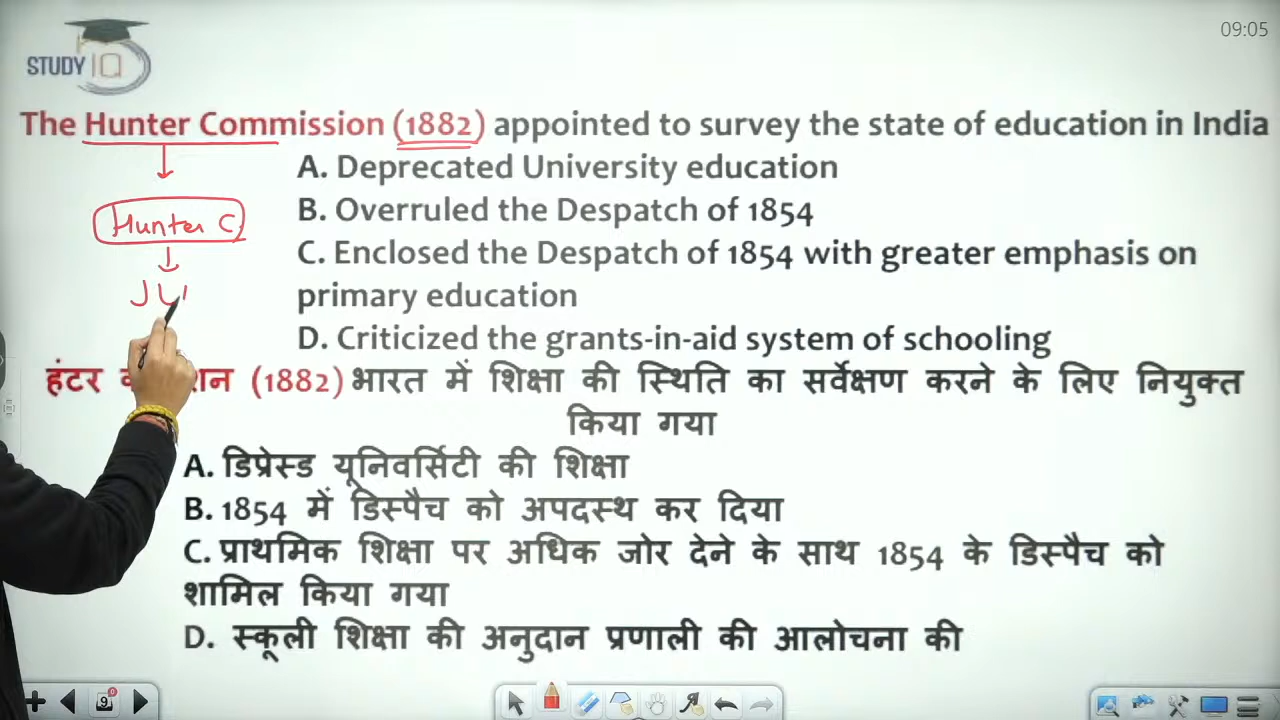 09:05
STUDY IQ
The Hunter Commission (1882) appointed to survey the state of education in India
A. Deprecated University education
B. Overruled the Despatch of 1854
Hunter C
C. Enclosed the Despatch of 1854 with greater emphasis on
primary education
D. Criticized the grants-in-aid system of schooling
हंटर (1882) भारत में शिक्षा की स्थिति का सर्वेक्षण करने के लिए नियुक्त
किया गया
A. डिप्रेस्ड यूनिवर्सिटी की शिक्षा
B. 1854 में डिस्पैच को अपदस्थ कर दिया
C. प्राथमिक शिक्षा पर अधिक जोर देने के साथ 1854 के डिस्पैच को
शामिल किया गया
D. स्कूली शिक्षा की अनुदान प्रणाली की आलोचना की
9